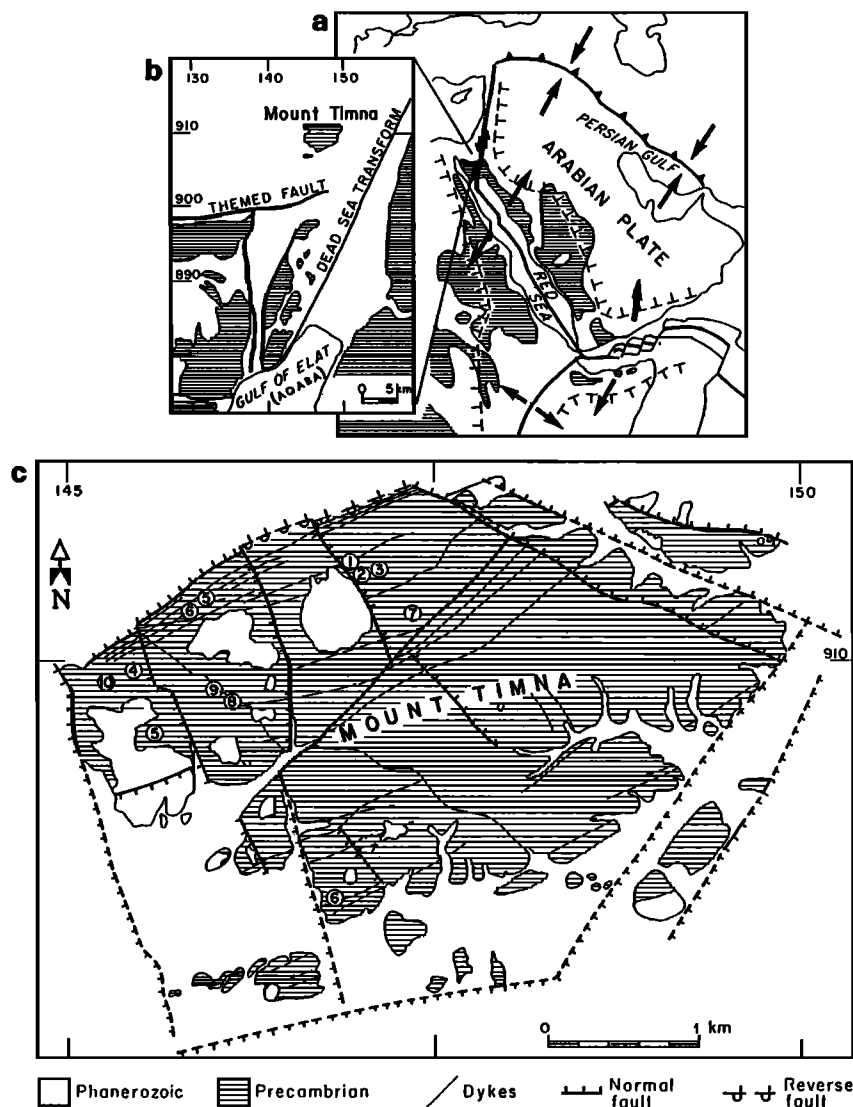 a
PERSIAN GULF
ARABIAN PLATE
RED SEA
b
130 140 150
Mount Timna
910
THEMED FAULT
900
DEAD SEA TRANSFORM
890
GULF OF ELAT
(AQABA)
0 5 km
c
145 150
N
1
2 3
5
6
7
4
10
9
8
5
910
MOUNT TIMNA
6
0 1 km
Phanerozoic Precambrian Dykes Normal fault Reverse fault